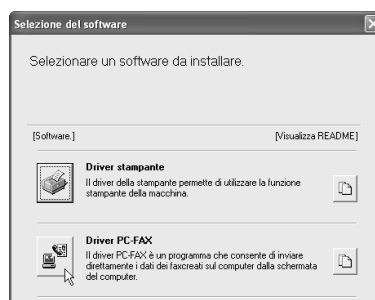 Selezione del software
Selezionare un software da installare.
[Software.] [Visualizza README]
Driver stampante
Il driver della stampante permette di utilizzare la funzione
stampante della macchina.
Driver PC-FAX
Il driver PC-FAX è un programma che consente di inviare
direttamente i dati dei faxcreati sul computer dalla schermata
del computer.